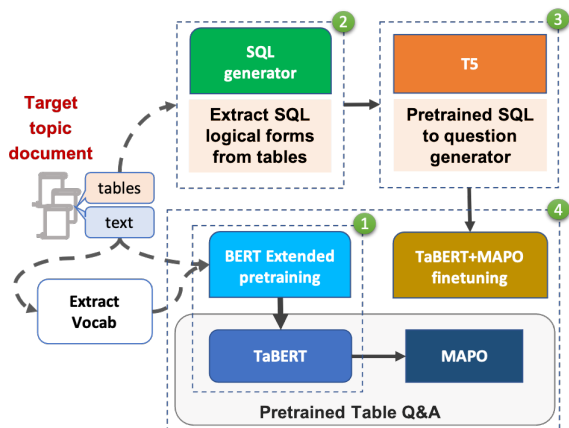 2
SQL
generator
Extract SQL
logical forms
from tables
3
T5
Pretrained SQL
to question
generator
Target
topic
document
tables
text
Extract
Vocab
4
1
BERT Extended
pretraining
TaBERT+MAPO
finetuning
TaBERT
MAPO
Pretrained Table Q&A